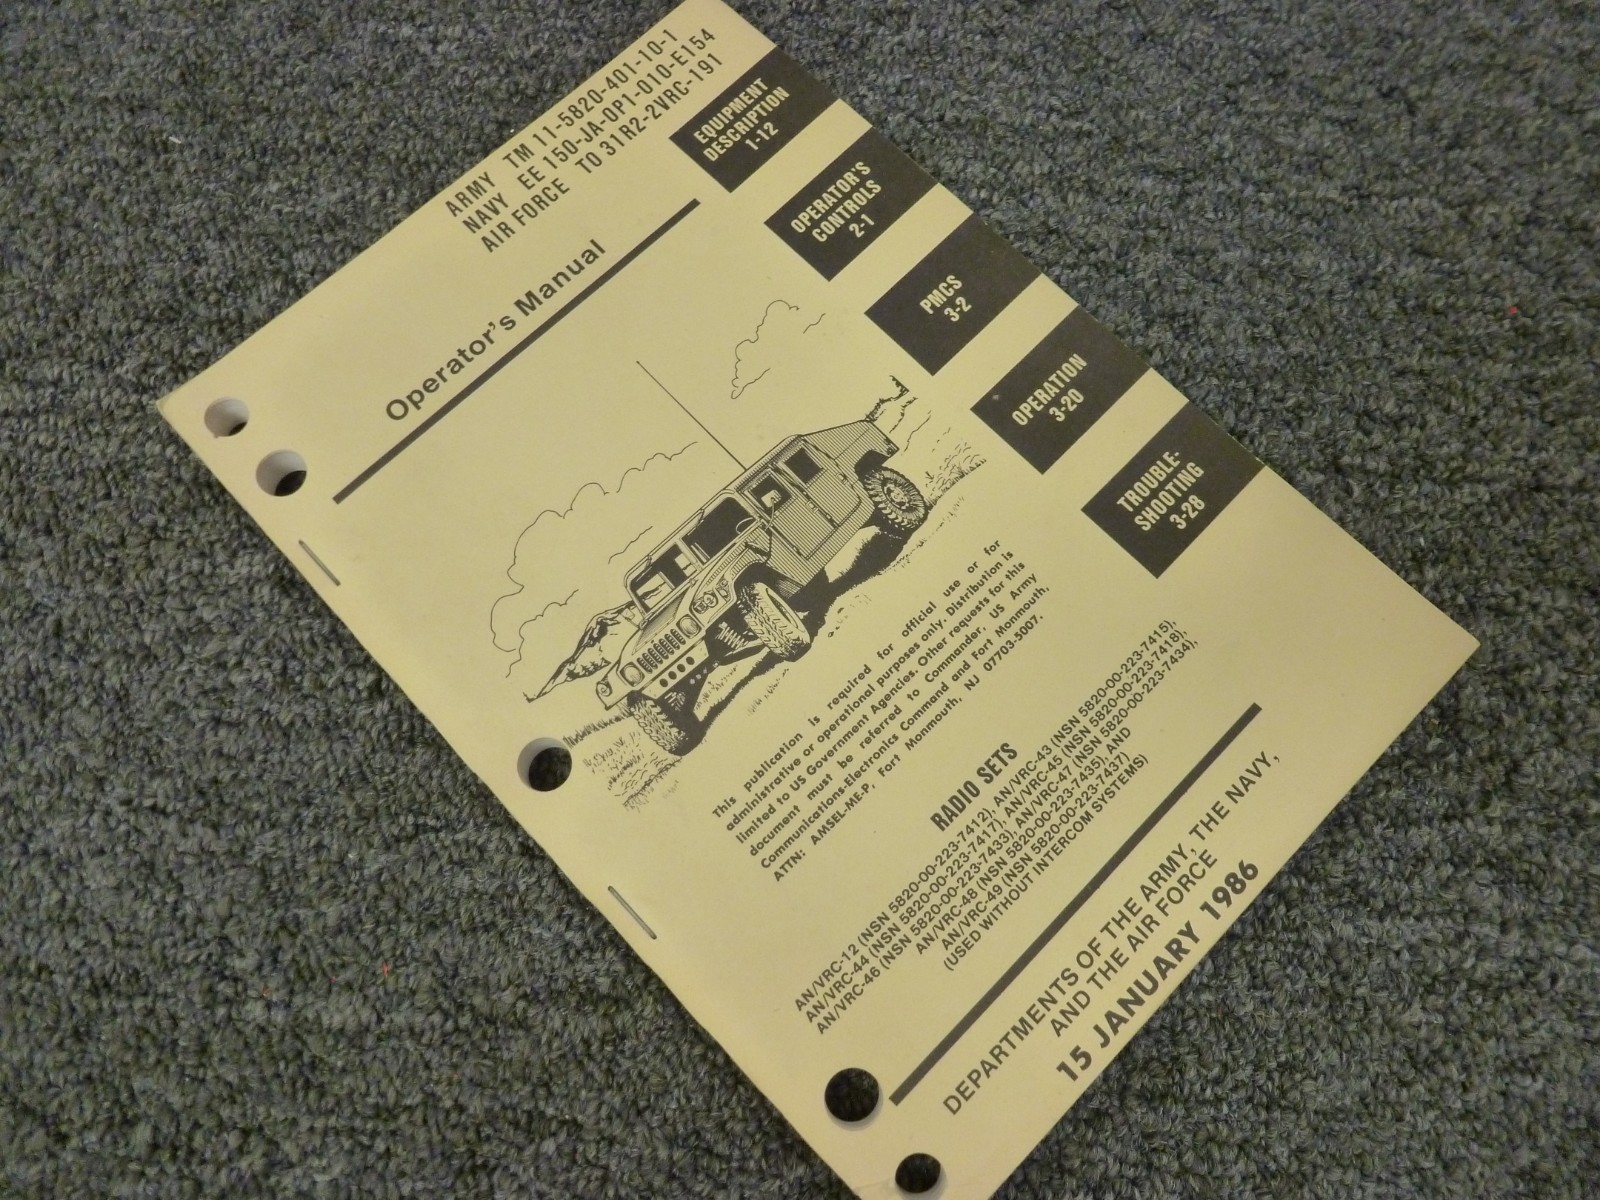 ARMY TM 11-5820-401-10-1
NAVY EE 150-JA-OP1-010-E154
AIR FORCE TO 31R2-2VRC-191
Operator's Manual
EQUIPMENT
DESCRIPTION
1-12
OPERATOR'S
CONTROLS
2-1
PMCS
3-2
OPERATION
3-20
TROUBLE-
SHOOTING
3-28
This publication is required for official use or for
administrative or operational purposes only. Distribution is
limited to US Government Agencies. Other requests for this
document must be referred to Commander, US Army
Communications-Electronics Command and Fort Monmouth,
ATTN: AMSEL-ME-P, Fort Monmouth, NJ 07703-5007.
RADIO SETS
AN/VRC-12 (NSN 5820-00-223-7412), AN/VRC-43 (NSN 5820-00-223-7415),
AN/VRC-44 (NSN 5820-00-223-7417), AN/VRC-45 (NSN 5820-00-223-7418),
AN/VRC-46 (NSN 5820-00-223-7433), AN/VRC-47 (NSN 5820-00-223-7434),
AN/VRC-48 (NSN 5820-00-223-7435), AND
AN/VRC-49 (NSN 5820-00-223-7437)
(USED WITHOUT INTERCOM SYSTEMS)
DEPARTMENTS OF THE ARMY, THE NAVY,
AND THE AIR FORCE
15 JANUARY 1986